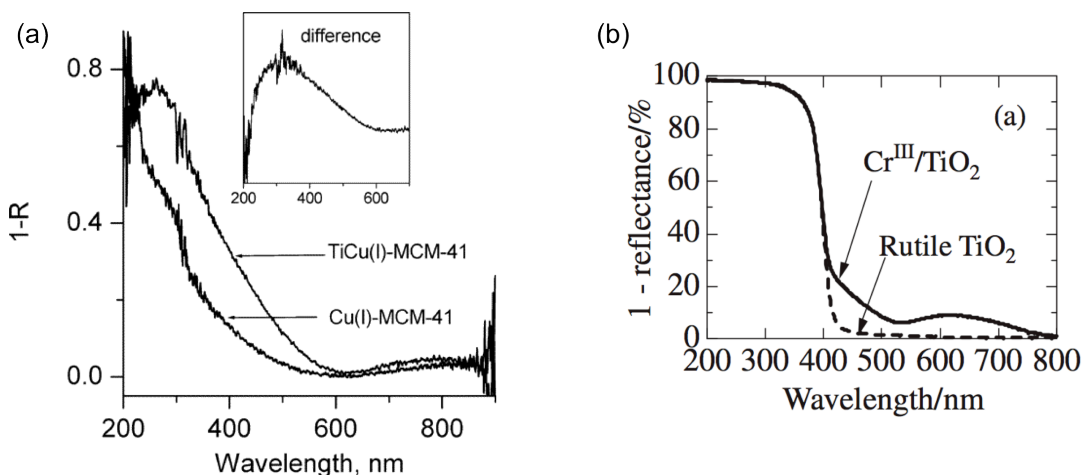 (a)
difference
200 400 600
0.8
0.4
0.0
1-R
TiCu(I)-MCM-41
Cu(I)-MCM-41
200 400 600 800
Wavelength, nm
(b)
100
80
60
40
20
0
1 - reflectance/%
(a)
Crᴵᴵᴵ/TiO₂
Rutile TiO₂
200 300 400 500 600 700 800
Wavelength/nm